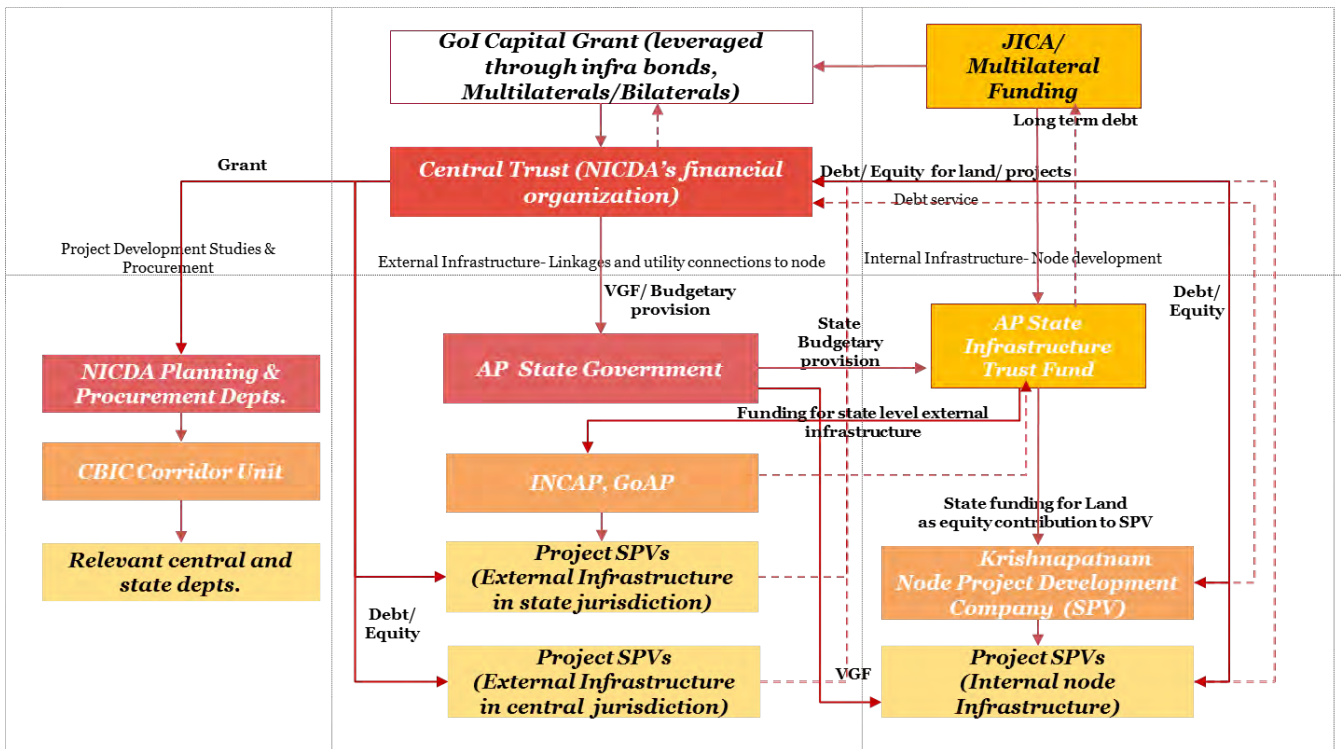 GoI Capital Grant (leveraged
through infra bonds,
Multilaterals/Bilaterals)
JICA/
Multilateral
Funding
Long term debt
Grant
Central Trust (NICDA's financial
organization)
Debt/ Equity for land/ projects
Debt service
Project Development Studies &
Procurement
External Infrastructure- Linkages and utility connections to node
Internal Infrastructure- Node development
VGF/ Budgetary
provision
State
Budgetary
provision
Debt/
Equity
NICDA Planning &
Procurement Depts.
AP State Government
AP State
Infrastructure
Trust Fund
Funding for state level external
infrastructure
CBIC Corridor Unit
INCAP, GoAP
State funding for Land
as equity contribution to SPV
Relevant central and
state depts.
Project SPVs
(External Infrastructure
in state jurisdiction)
Krishnapatnam
Node Project Development
Company (SPV)
Debt/
Equity
Project SPVs
(External Infrastructure
in central jurisdiction)
VGF
Project SPVs
(Internal node
Infrastructure)